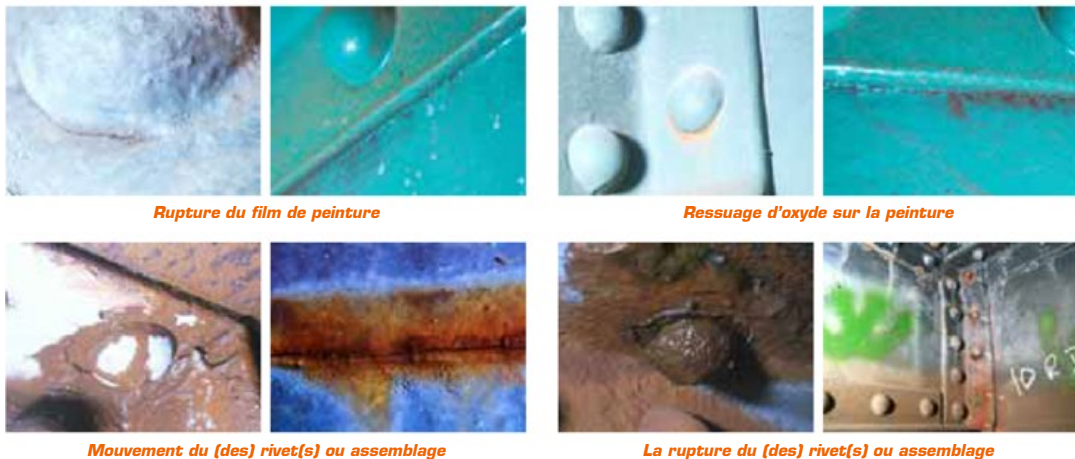 Rupture du film de peinture
Ressuage d'oxyde sur la peinture
10 R
Mouvement du (des) rivet(s) ou assemblage
La rupture du (des) rivet(s) ou assemblage